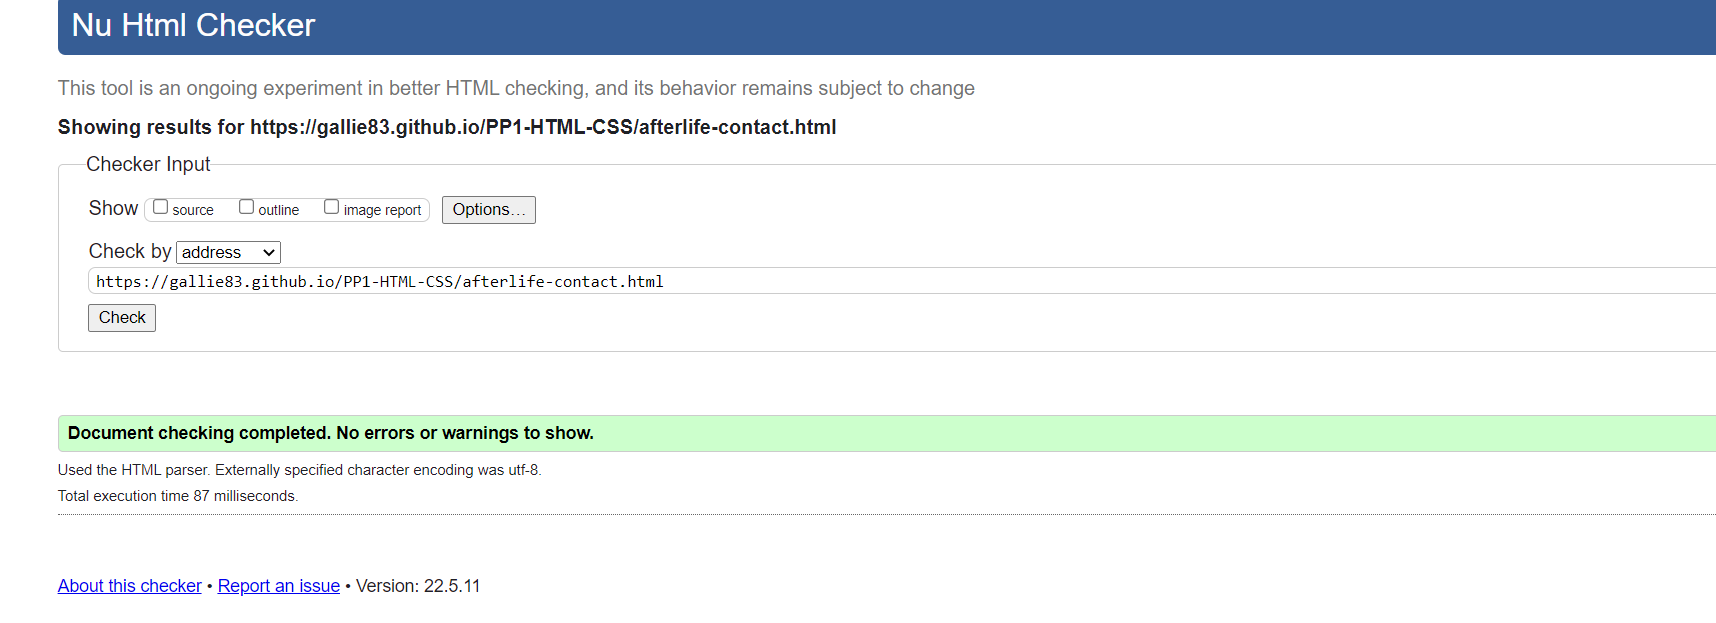 Nu Html Checker
This tool is an ongoing experiment in better HTML checking, and its behavior remains subject to change
Showing results for https://gallie83.github.io/PP1-HTML-CSS/afterlife-contact.html
Checker Input
Show source outline image report Options...
Check by address
https://gallie83.github.io/PP1-HTML-CSS/afterlife-contact.html
Check
Document checking completed. No errors or warnings to show.
Used the HTML parser. Externally specified character encoding was utf-8.
Total execution time 87 milliseconds.
About this checker • Report an issue • Version: 22.5.11